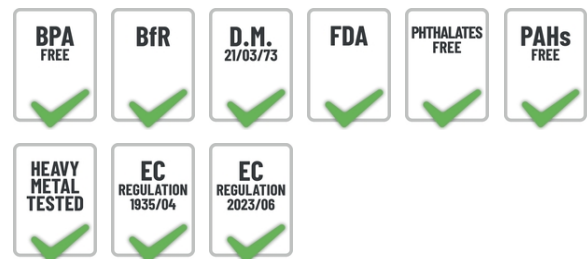 BPA
FREE
BfR
D.M.
21/03/73
FDA
PHTHALATES
FREE
PAHs
FREE
HEAVY
METAL
TESTED
EC
REGULATION
1935/04
EC
REGULATION
2023/06